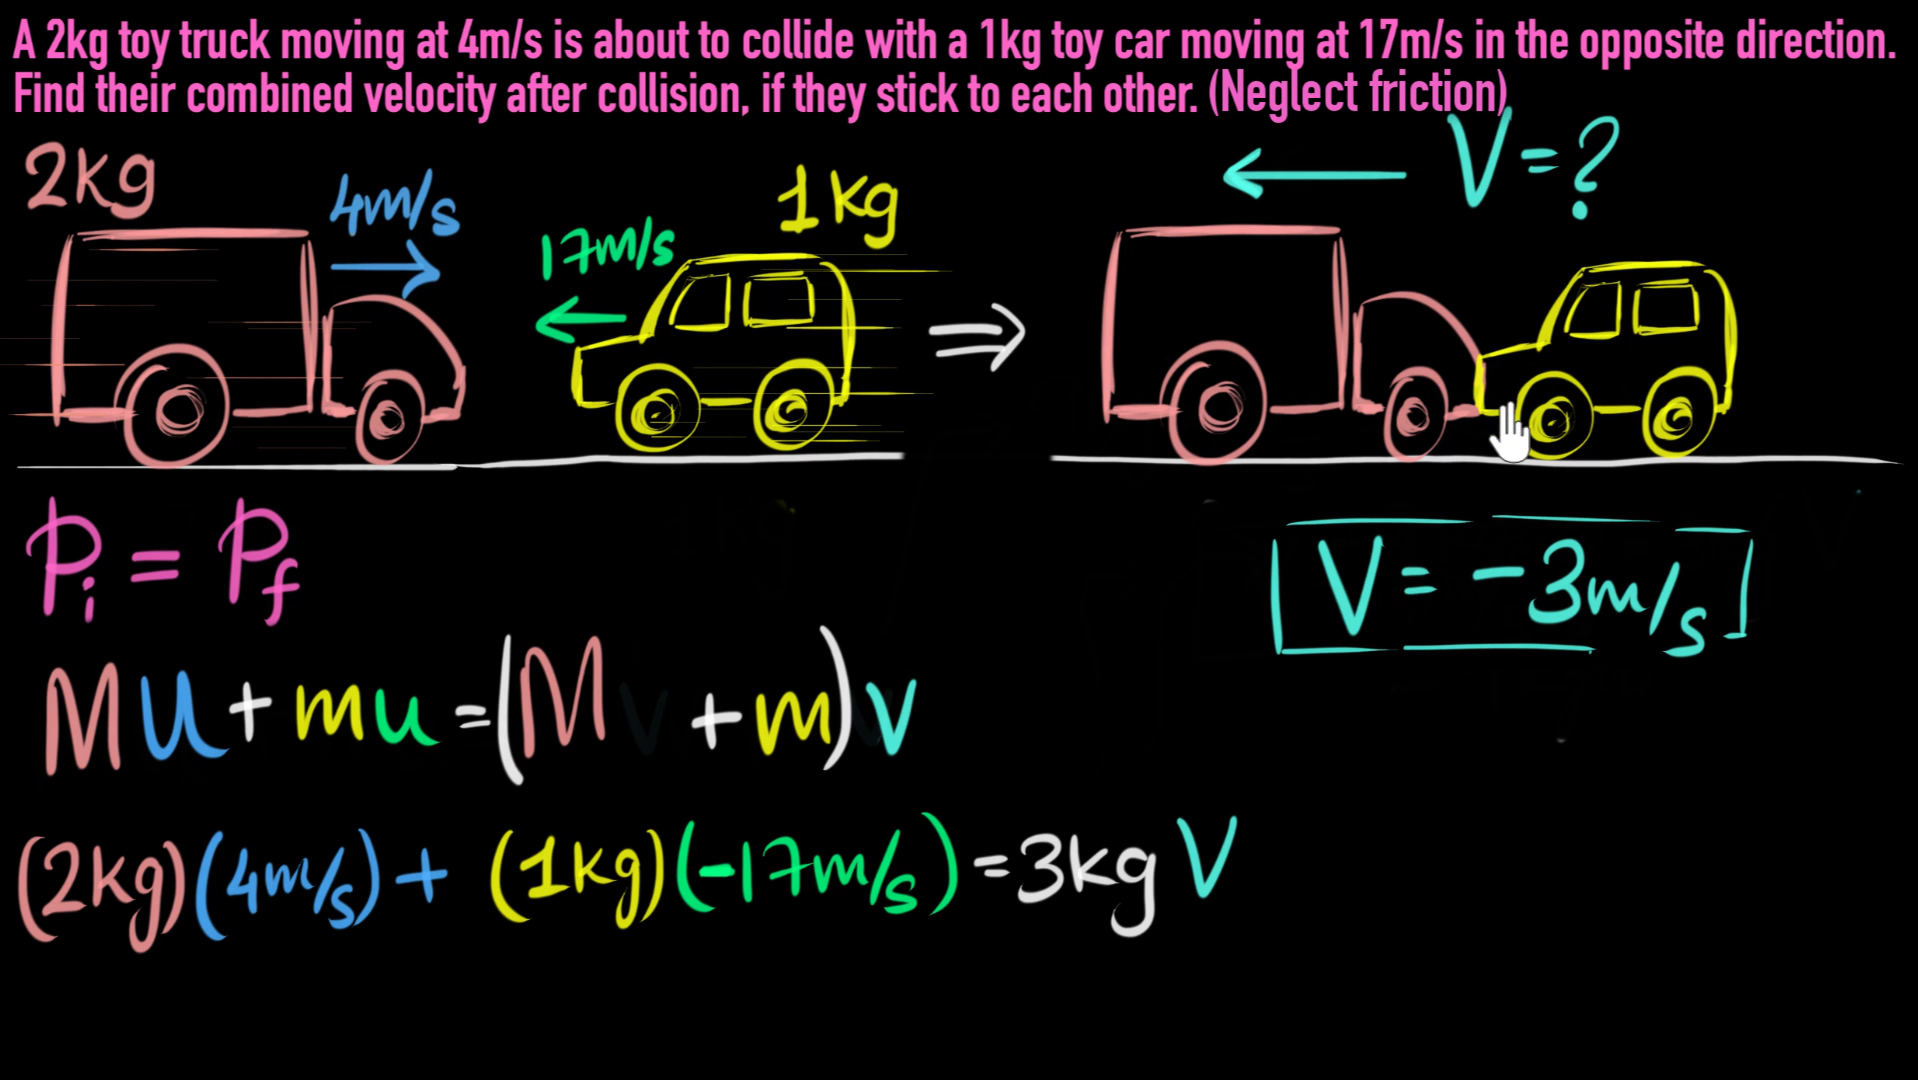 A 2kg toy truck moving at 4m/s is about to collide with a 1kg toy car moving at 17m/s in the opposite direction.
Find their combined velocity after collision, if they stick to each other. (Neglect friction)
2kg
4m/s
17m/s
1kg
V=?
Pi = Pf
V = -3m/s
MU+mu=(M+m)v
(2kg)(4m/s)+ (1kg)(-17m/s)=3kg V